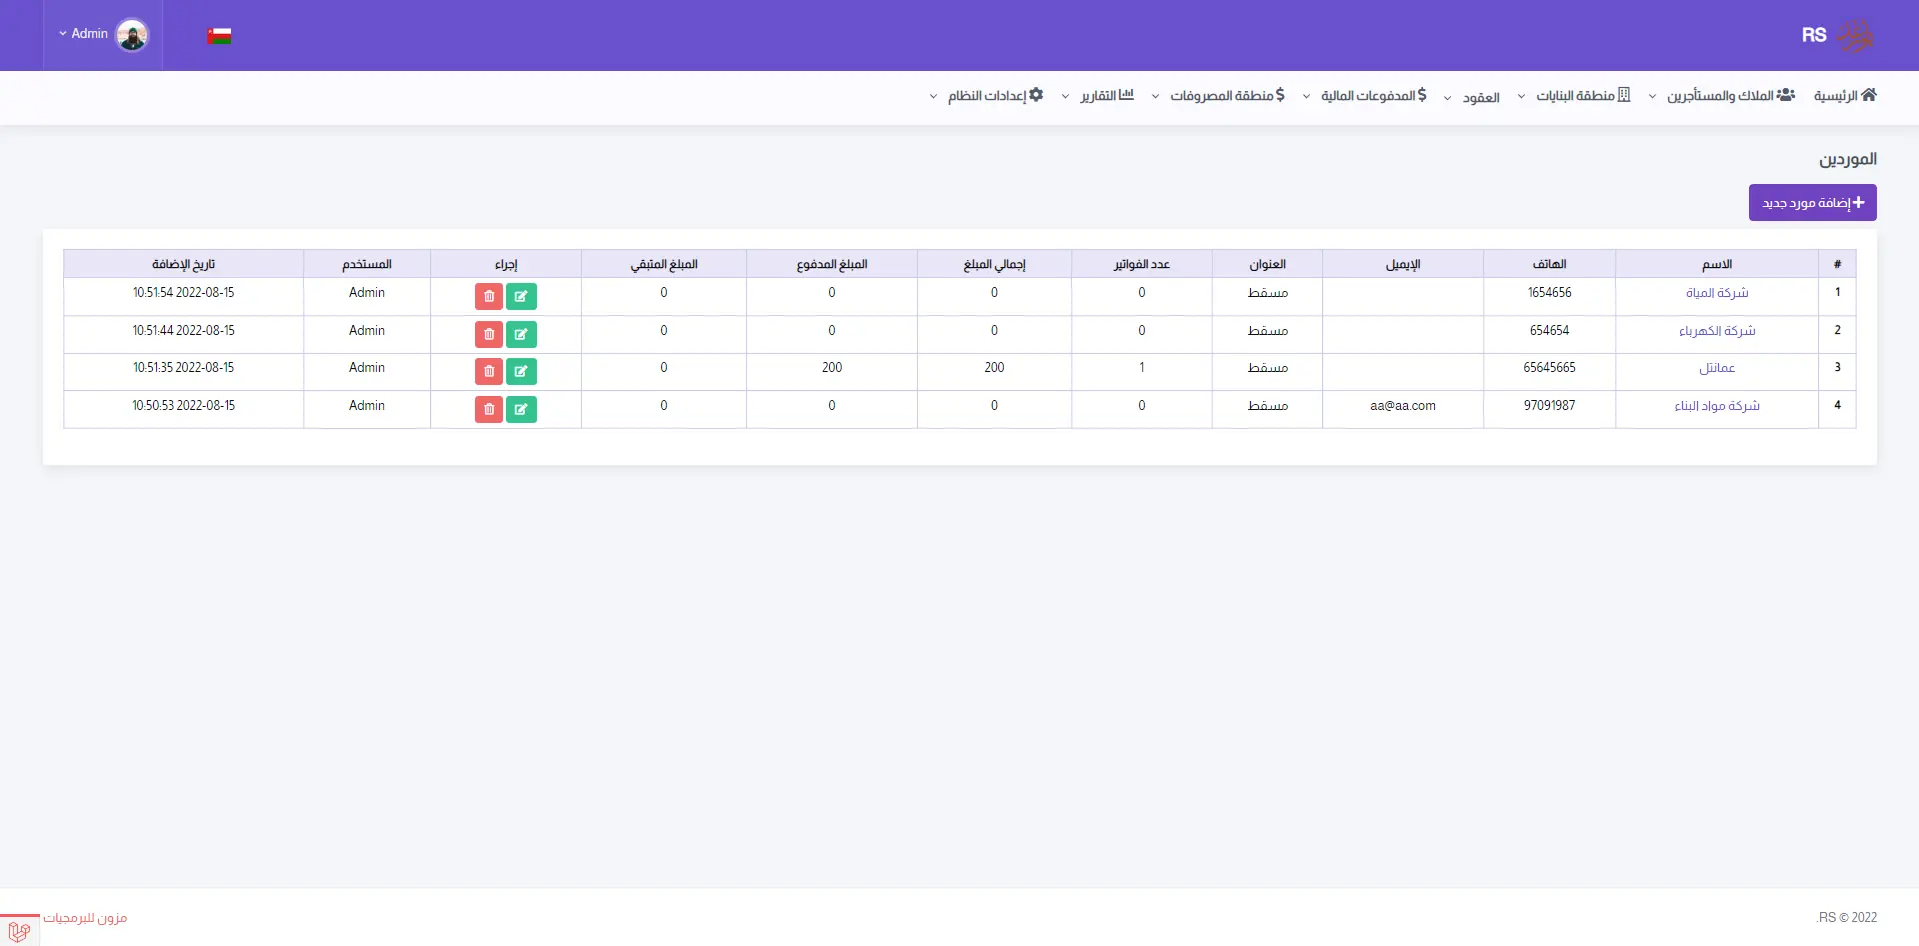 RS
Admin
الرئيسية الملاك والمستأجرين منطقة البنايات العقود المدفوعات المالية منطقة المصروفات التقارير إعدادات النظام
الموردين
إضافة مورد جديد
# الاسم الهاتف الإيميل العنوان عدد الفواتير إجمالي المبلغ المبلغ المدفوع المبلغ المتبقي إجراء المستخدم تاريخ الإضافة
1 شركة المياة 1654656 مسقط 0 0 0 0 Admin 2022-08-15 10:51:54
2 شركة الكهرباء 654654 مسقط 0 0 0 0 Admin 2022-08-15 10:51:44
3 عمانتل 65645665 مسقط 1 200 200 0 Admin 2022-08-15 10:51:35
4 شركة مواد البناء 97091987 aa@aa.com مسقط 0 0 0 0 Admin 2022-08-15 10:50:53
.RS © 2022
مزون للبرمجيات